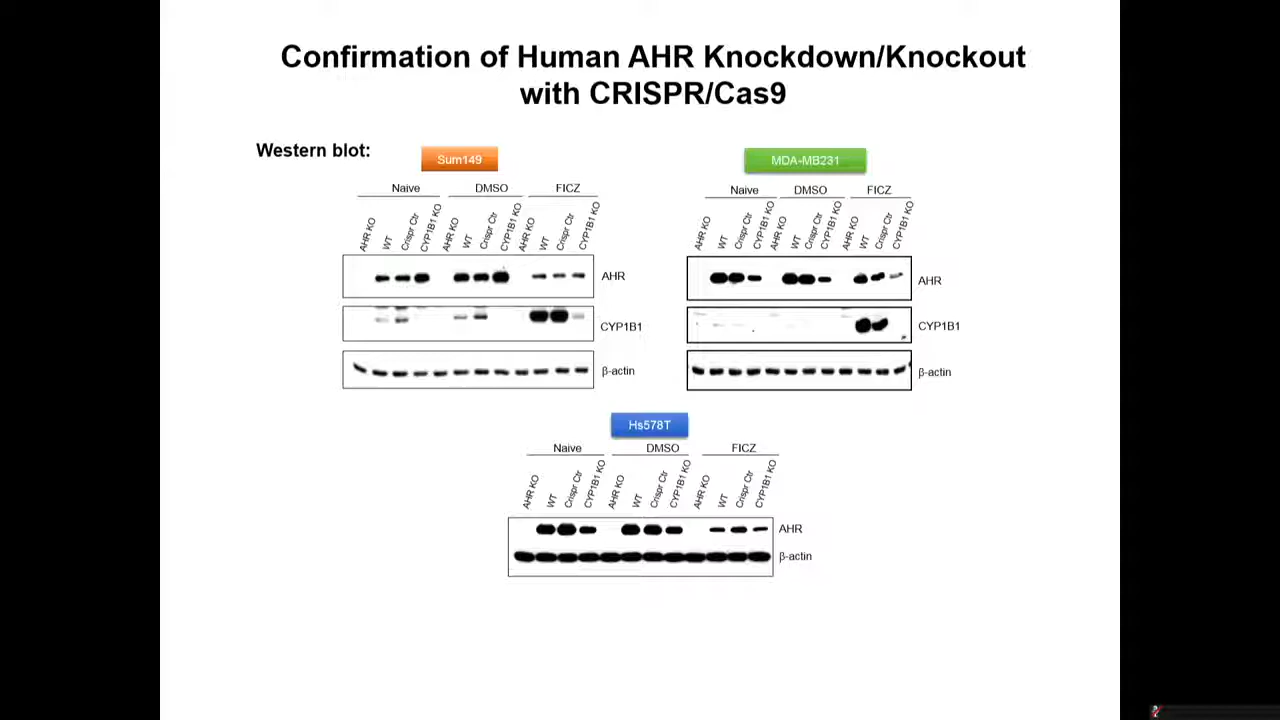 Confirmation of Human AHR Knockdown/Knockout
with CRISPR/Cas9
Western blot:
Sum149
Naive DMSO FICZ
AHR KO WT Crispr Ctr CYP1B1 KO AHR KO WT Crispr Ctr CYP1B1 KO AHR KO WT Crispr Ctr CYP1B1 KO
AHR
CYP1B1
β-actin
MDA-MB231
Naive DMSO FICZ
AHR KO WT Crispr Ctr CYP1B1 KO AHR KO WT Crispr Ctr CYP1B1 KO AHR KO WT Crispr Ctr CYP1B1 KO
AHR
CYP1B1
β-actin
Hs578T
Naive DMSO FICZ
AHR KO WT Crispr Ctr CYP1B1 KO AHR KO WT Crispr Ctr CYP1B1 KO AHR KO WT Crispr Ctr CYP1B1 KO
AHR
β-actin